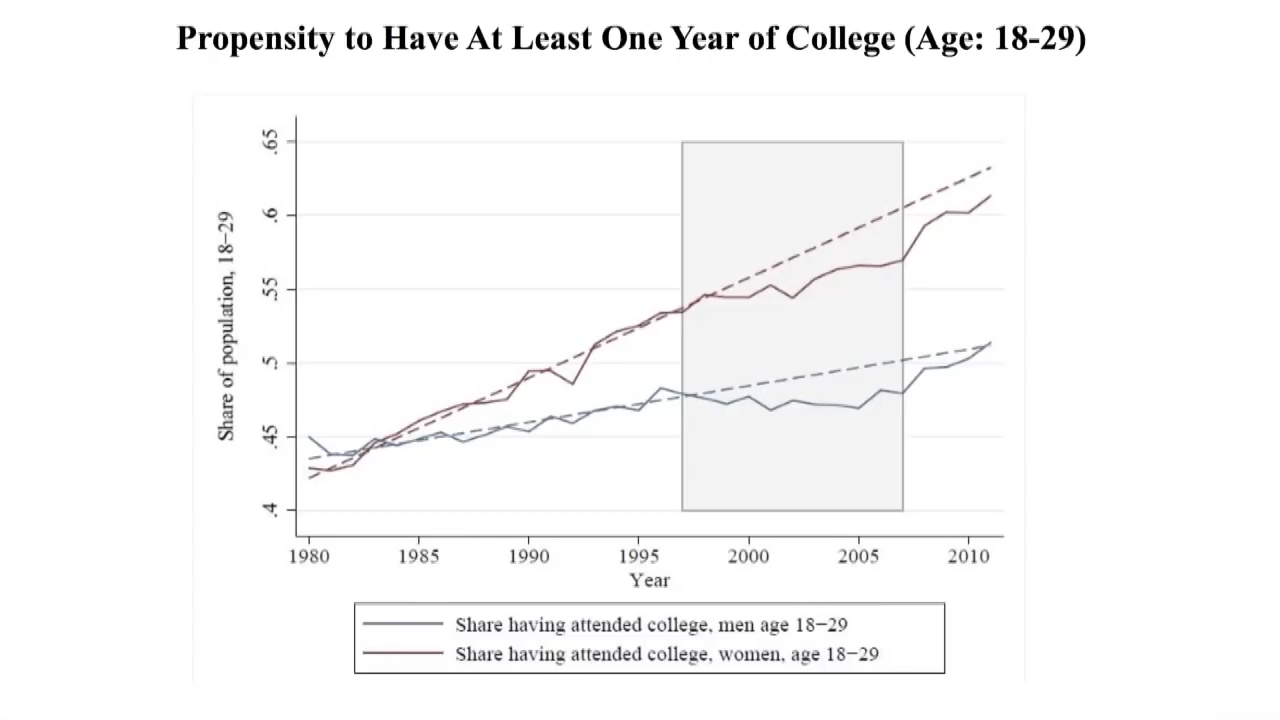 Propensity to Have At Least One Year of College (Age: 18-29)
Share of population, 18−29
.65
.6
.55
.5
.45
.4
1980 1985 1990 1995 2000 2005 2010
Year
Share having attended college, men age 18−29
Share having attended college, women, age 18−29